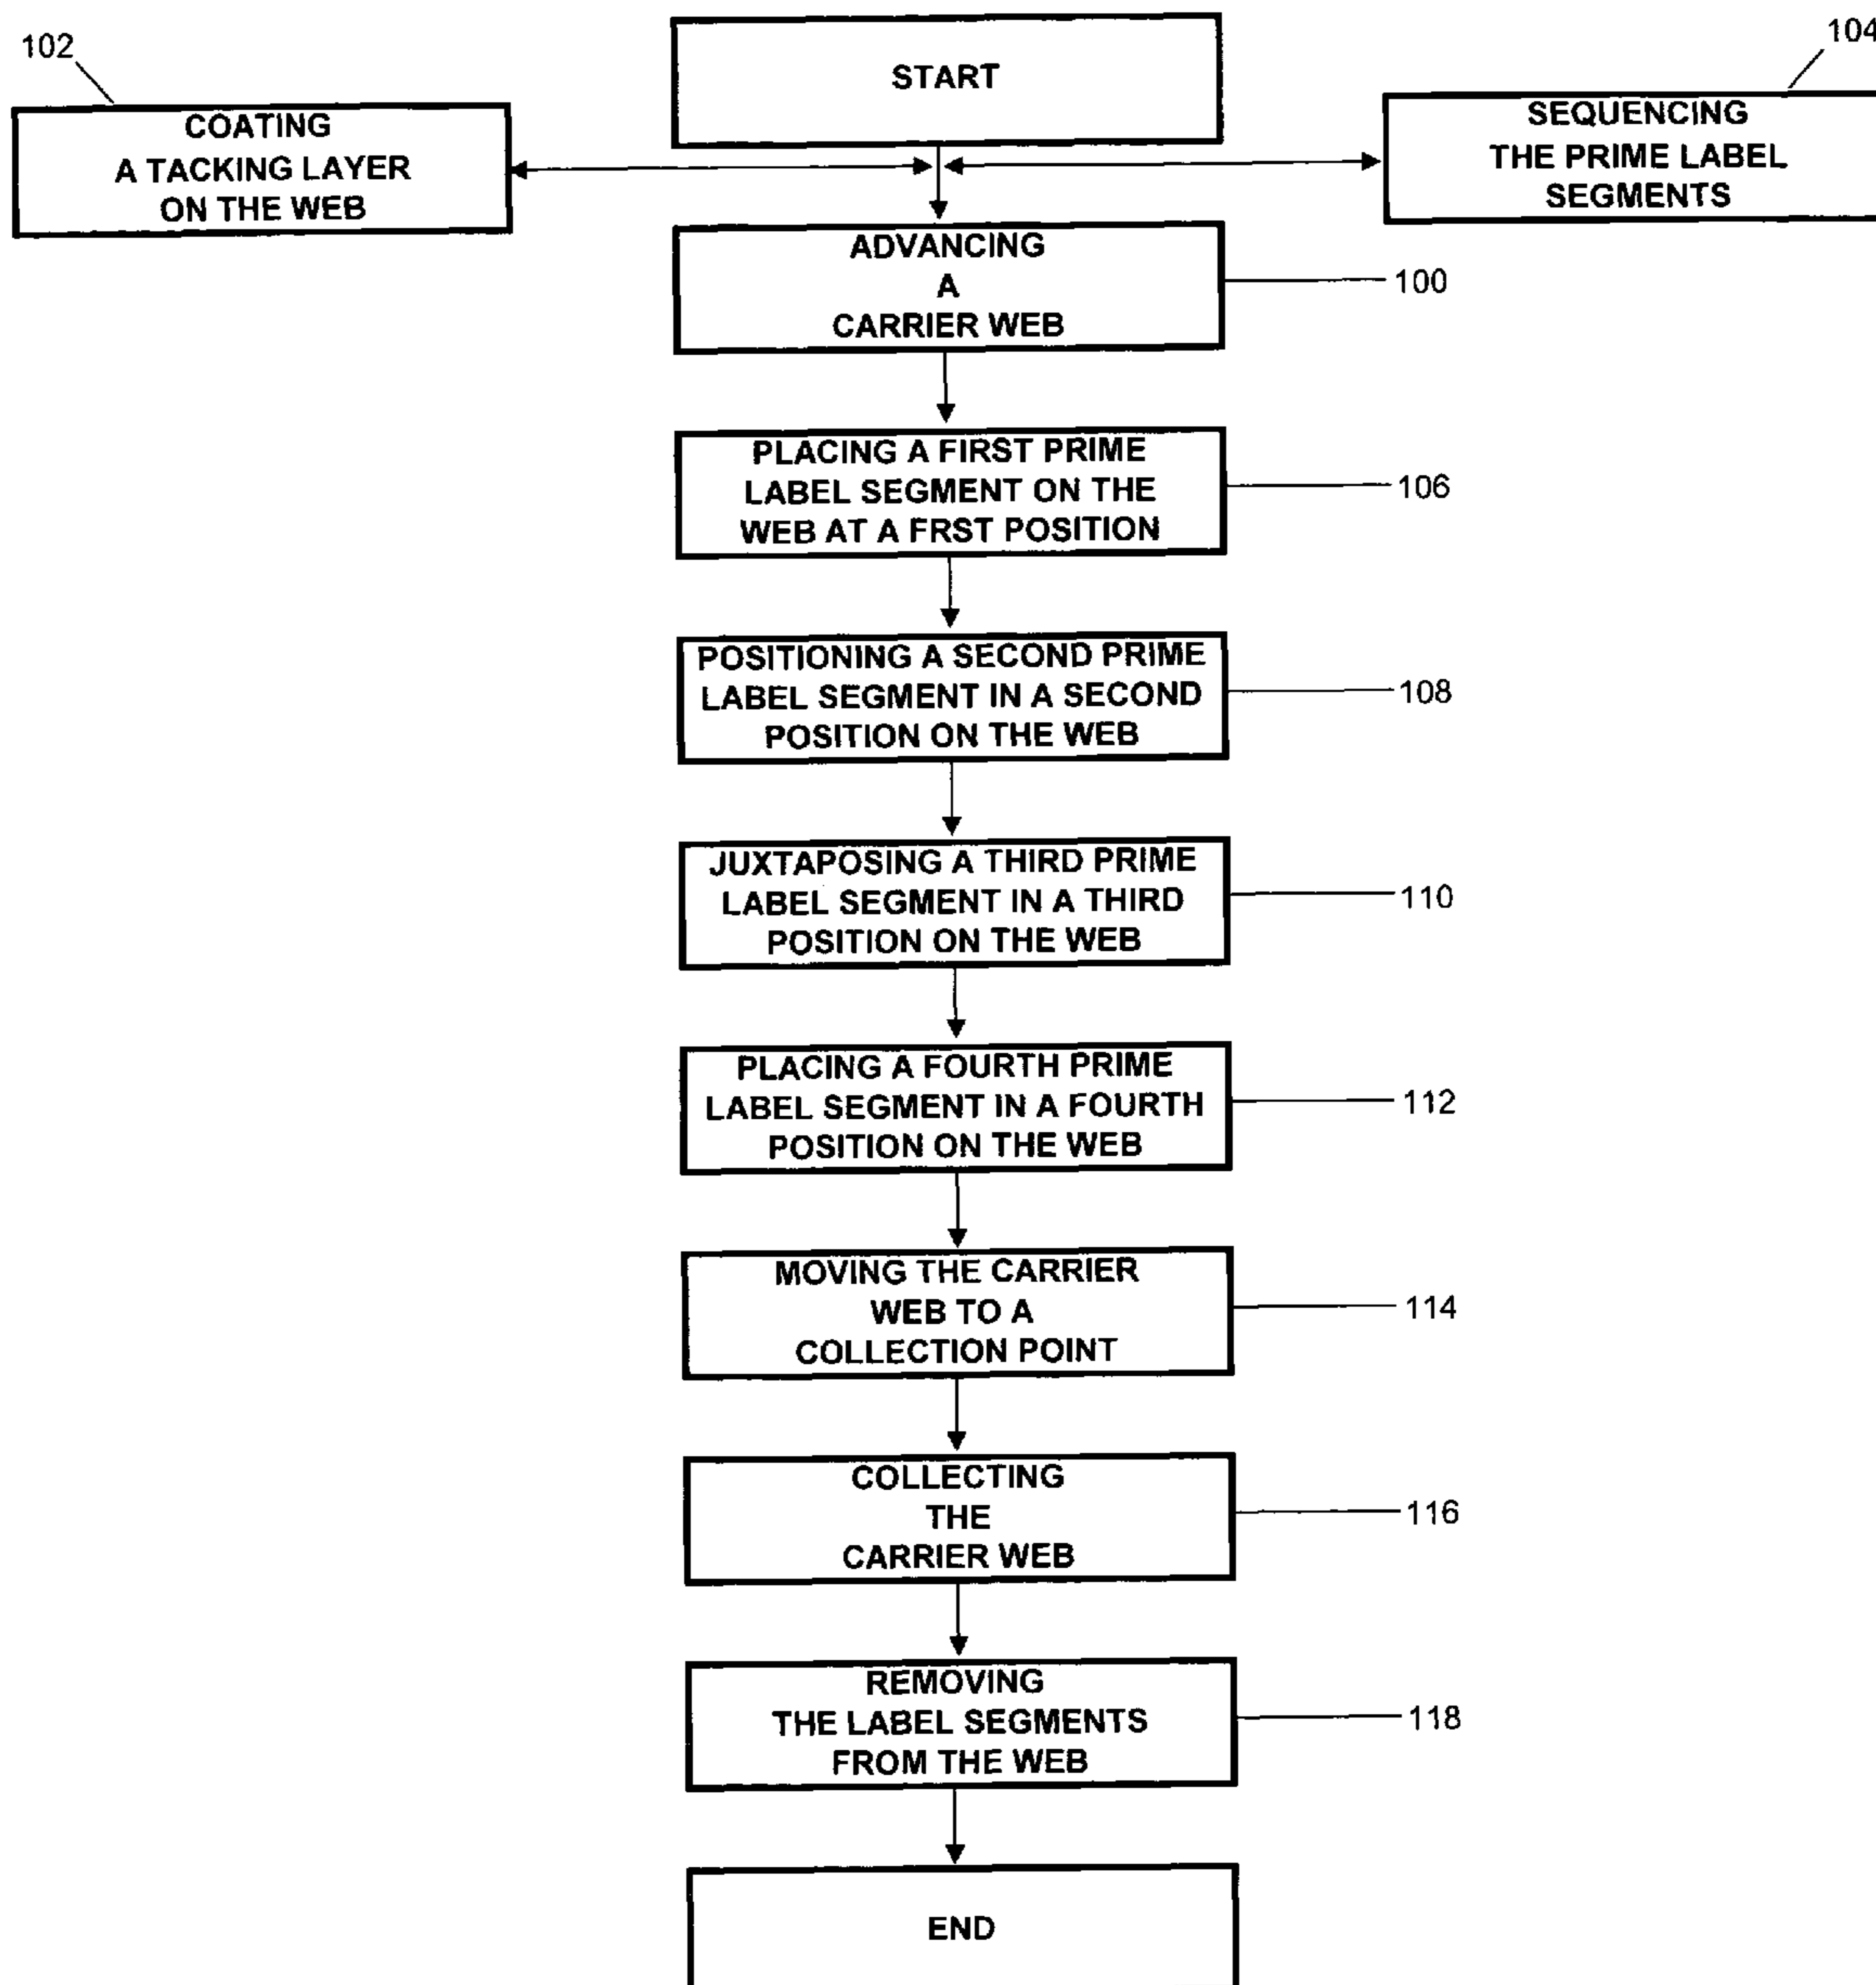 START
102
COATING
A TACKING LAYER
ON THE WEB
104
SEQUENCING
THE PRIME LABEL
SEGMENTS
ADVANCING
A
CARRIER WEB
100
PLACING A FIRST PRIME
LABEL SEGMENT ON THE
WEB AT A FRST POSITION
106
POSITIONING A SECOND PRIME
LABEL SEGMENT IN A SECOND
POSITION ON THE WEB
108
JUXTAPOSING A THIRD PRIME
LABEL SEGMENT IN A THIRD
POSITION ON THE WEB
110
PLACING A FOURTH PRIME
LABEL SEGMENT IN A FOURTH
POSITION ON THE WEB
112
MOVING THE CARRIER
WEB TO A
COLLECTION POINT
114
COLLECTING
THE
CARRIER WEB
116
REMOVING
THE LABEL SEGMENTS
FROM THE WEB
118
END